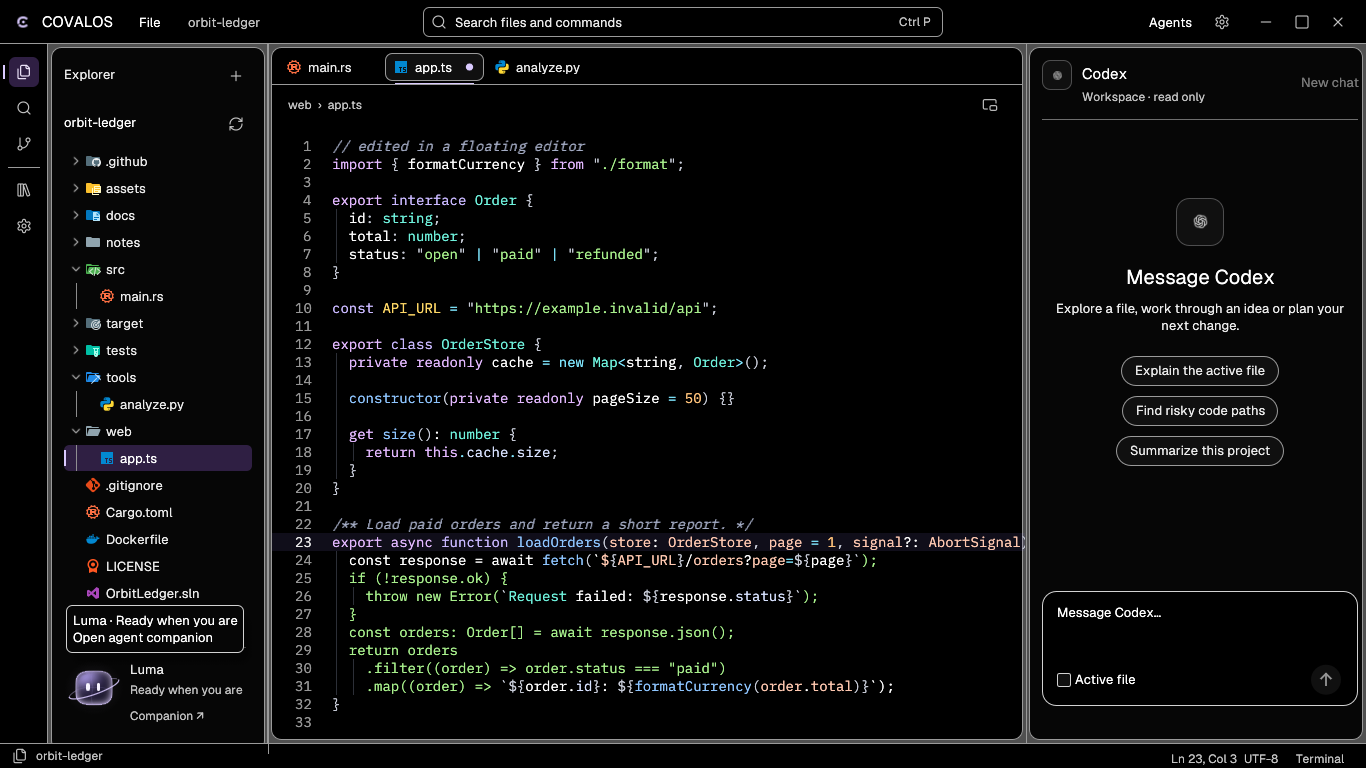 COVALOS File orbit-ledger Search files and commands Ctrl P Agents
Explorer
orbit-ledger
.github
assets
docs
notes
src
main.rs
target
tests
tools
analyze.py
web
app.ts
.gitignore
Cargo.toml
Dockerfile
LICENSE
OrbitLedger.sln
Luma · Ready when you are
Open agent companion
Luma
Ready when you are
Companion ↗
main.rs app.ts analyze.py
web › app.ts
1 // edited in a floating editor
2 import { formatCurrency } from "./format";
3
4 export interface Order {
5 id: string;
6 total: number;
7 status: "open" | "paid" | "refunded";
8 }
9
10 const API_URL = "https://example.invalid/api";
11
12 export class OrderStore {
13 private readonly cache = new Map<string, Order>();
14
15 constructor(private readonly pageSize = 50) {}
16
17 get size(): number {
18 return this.cache.size;
19 }
20 }
21
22 /** Load paid orders and return a short report. */
23 export async function loadOrders(store: OrderStore, page = 1, signal?: AbortSignal)
24 const response = await fetch(`${API_URL}/orders?page=${page}`);
25 if (!response.ok) {
26 throw new Error(`Request failed: ${response.status}`);
27 }
28 const orders: Order[] = await response.json();
29 return orders
30 .filter((order) => order.status === "paid")
31 .map((order) => `${order.id}: ${formatCurrency(order.total)}`);
32 }
33
Codex
Workspace · read only
New chat
Message Codex
Explore a file, work through an idea or plan your
next change.
Explain the active file
Find risky code paths
Summarize this project
Message Codex…
Active file
orbit-ledger
Ln 23, Col 3 UTF-8 Terminal